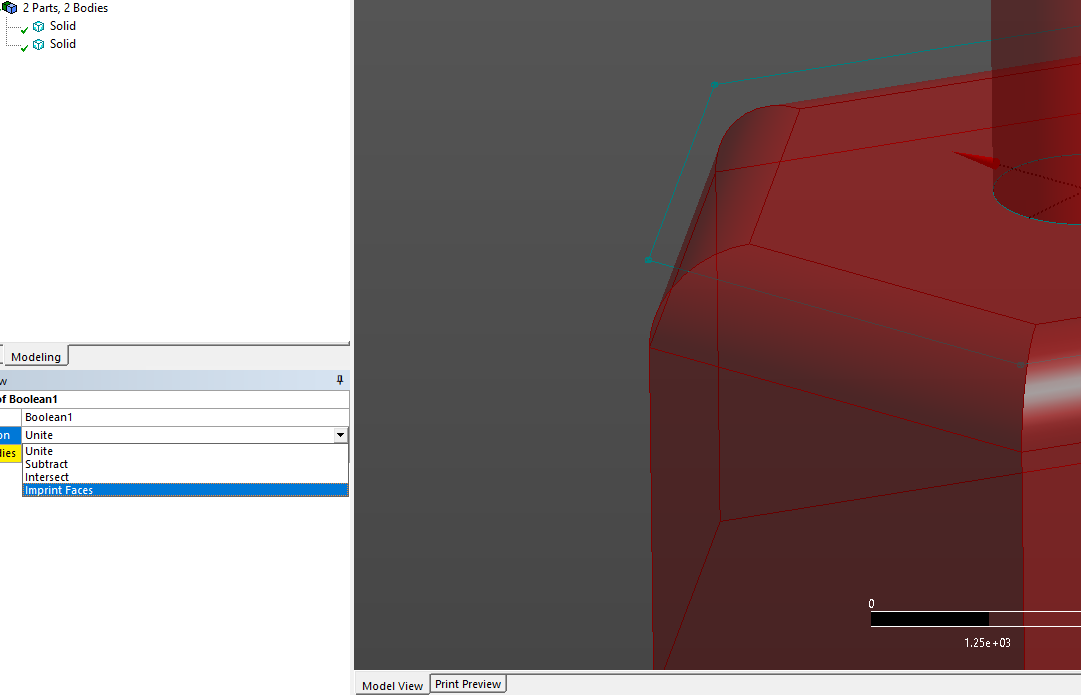 2 Parts, 2 Bodies
Solid
Solid
Modeling
w
of Boolean1
Boolean1
on Unite
ies
Unite
Subtract
Intersect
Imprint Faces
0
1.25e+03
Model View Print Preview